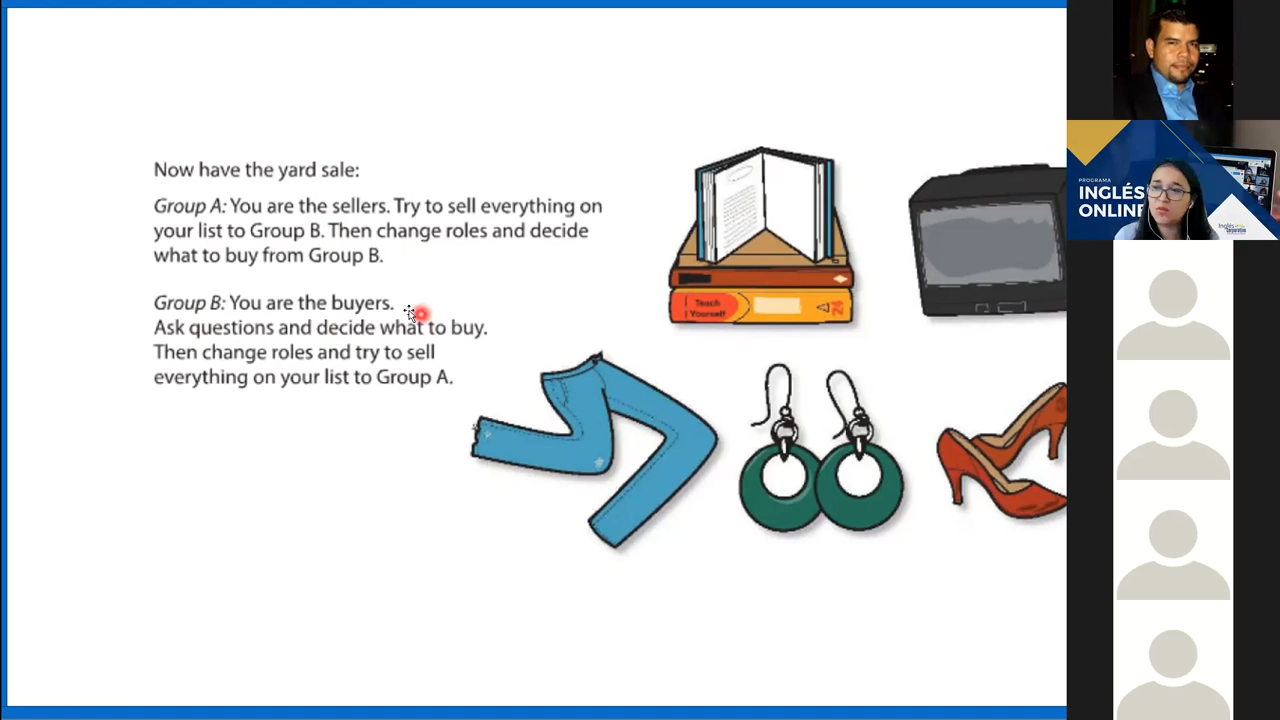 Now have the yard sale:
Group A: You are the sellers. Try to sell everything on
your list to Group B. Then change roles and decide
what to buy from Group B.
Group B: You are the buyers.
Ask questions and decide what to buy.
Then change roles and try to sell
everything on your list to Group A.
Teach
Yourself
PROGRAMA
INGLÉS
ONLINE
Inglés